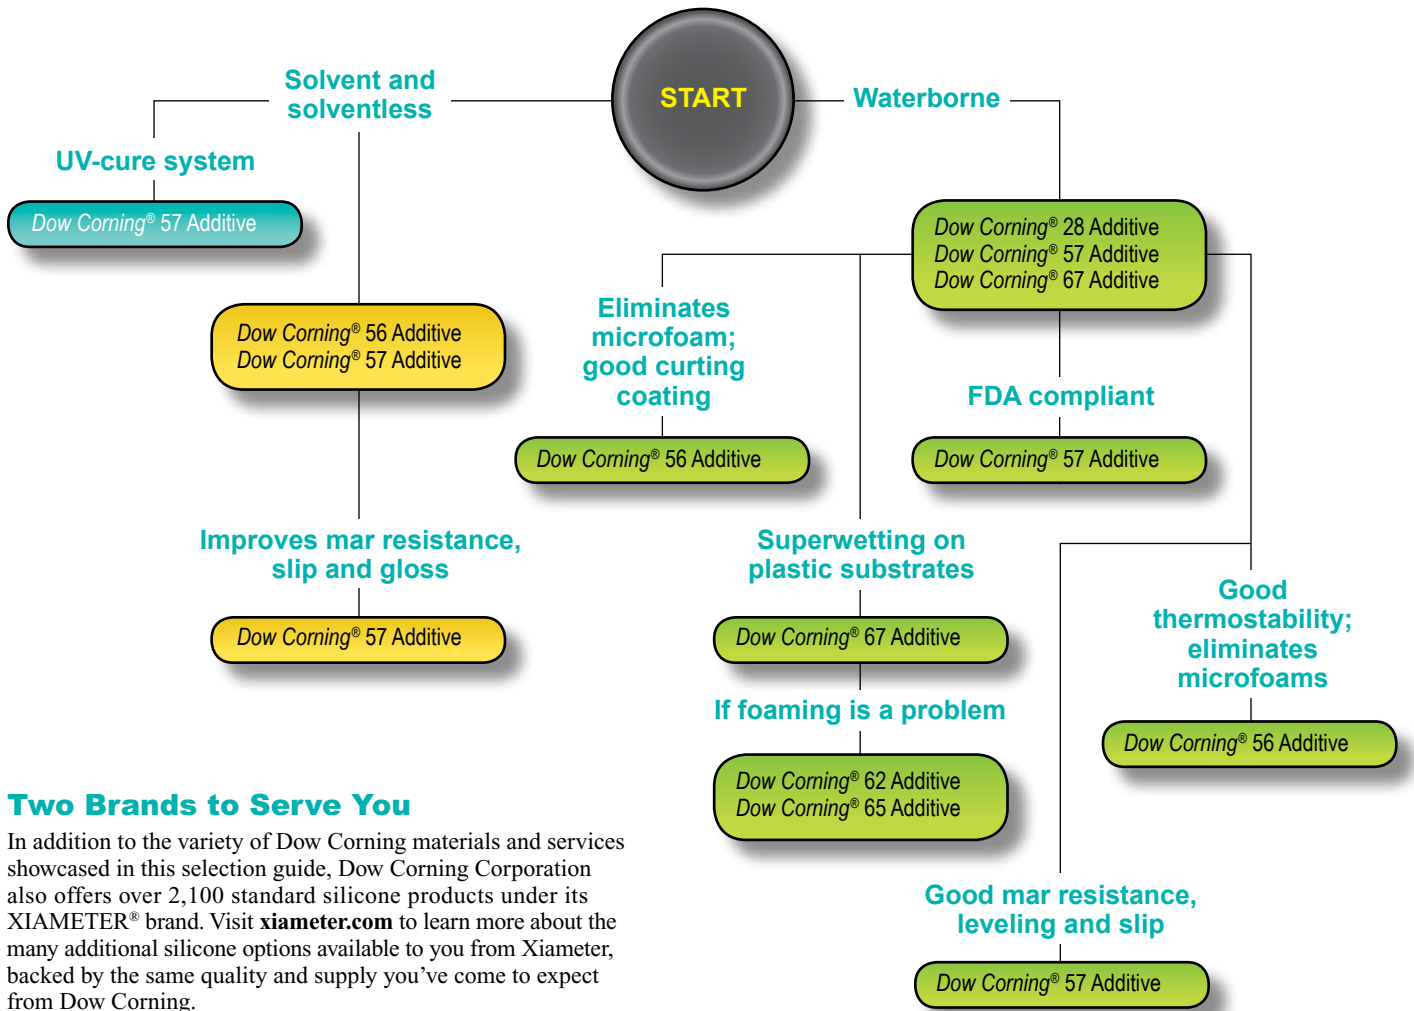 START
Solvent and
solventless
Waterborne
UV-cure system
Dow Corning® 57 Additive
Dow Corning® 56 Additive
Dow Corning® 57 Additive
Improves mar resistance,
slip and gloss
Dow Corning® 57 Additive
Dow Corning® 28 Additive
Dow Corning® 57 Additive
Dow Corning® 67 Additive
Eliminates
microfoam;
good curting
coating
Dow Corning® 56 Additive
FDA compliant
Dow Corning® 57 Additive
Superwetting on
plastic substrates
Dow Corning® 67 Additive
If foaming is a problem
Dow Corning® 62 Additive
Dow Corning® 65 Additive
Good
thermostability;
eliminates
microfoams
Dow Corning® 56 Additive
Good mar resistance,
leveling and slip
Dow Corning® 57 Additive
Two Brands to Serve You
In addition to the variety of Dow Corning materials and services
showcased in this selection guide, Dow Corning Corporation
also offers over 2,100 standard silicone products under its
XIAMETER® brand. Visit xiameter.com to learn more about the
many additional silicone options available to you from Xiameter,
backed by the same quality and supply you’ve come to expect
from Dow Corning.